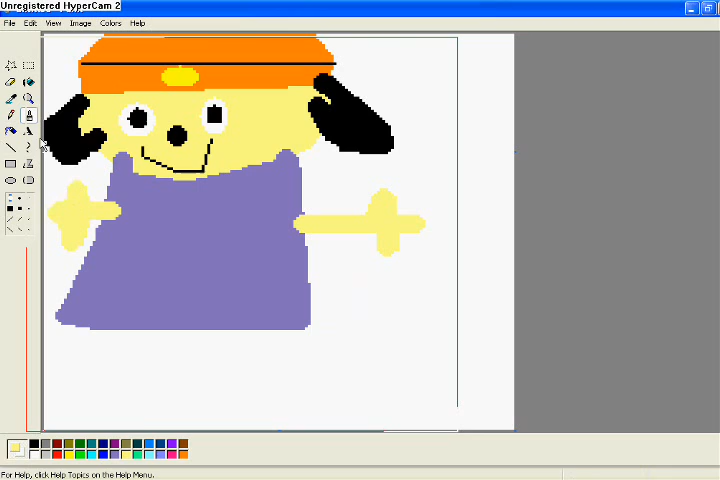 Unregistered HyperCam 2
File Edit View Image Colors Help
For Help, click Help Topics on the Help Menu.